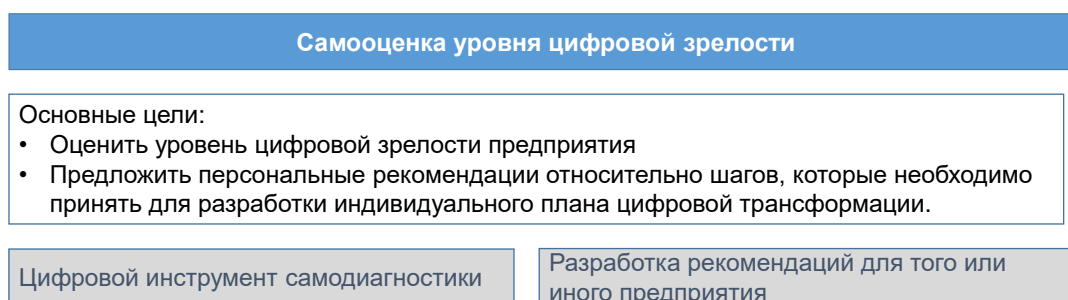 Самооценка уровня цифровой зрелости
Основные цели:
• Оценить уровень цифровой зрелости предприятия
• Предложить персональные рекомендации относительно шагов, которые необходимо
принять для разработки индивидуального плана цифровой трансформации.
Цифровой инструмент самодиагностики
Разработка рекомендаций для того или
иного предприятия